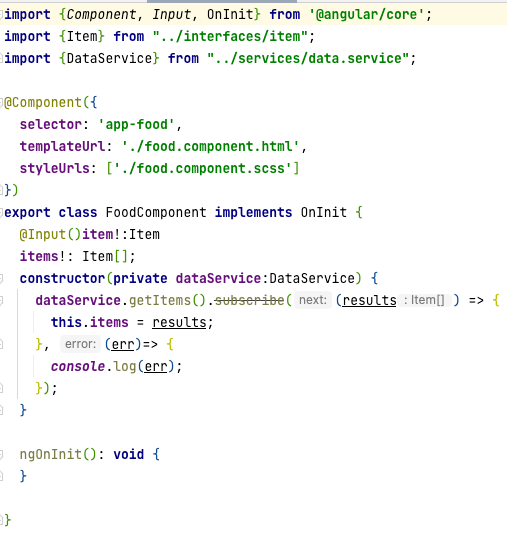 import {Component, Input, OnInit} from '@angular/core';
import {Item} from "../interfaces/item";
import {DataService} from "../services/data.service";
@Component({
selector: 'app-food',
templateUrl: './food.component.html',
styleUrls: ['./food.component.scss']
})
export class FoodComponent implements OnInit {
@Input()item!:Item
items!: Item[];
constructor(private dataService:DataService) {
dataService.getItems().subscribe( next: (results : Item[] ) => {
this.items = results;
}, error: (err)=> {
console.log(err);
});
}
ngOnInit(): void {
}
}